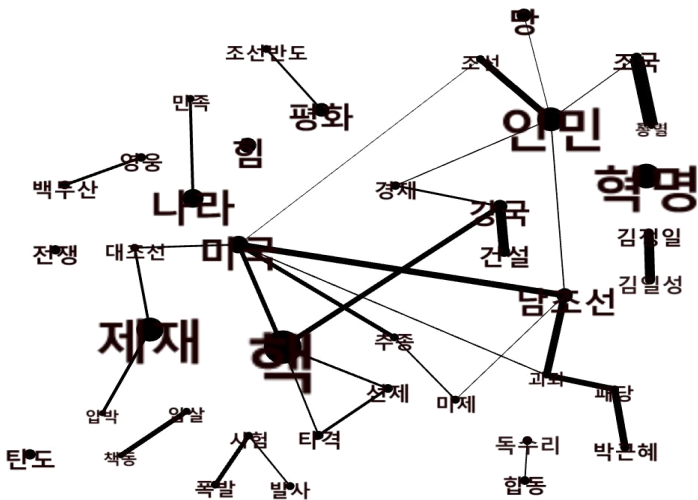 당
조선반도
조선
조국
민족
평화
인민
통일
영웅
힘
백두산
경제
혁명
나라
강국
전쟁
대조선
미국
건설
김정일
김일성
남조선
제재
핵
추종
괴뢰
선제
미제
패당
압박
암살
시험
타격
독수리
박근혜
탄도
책동
폭발
발사
합동